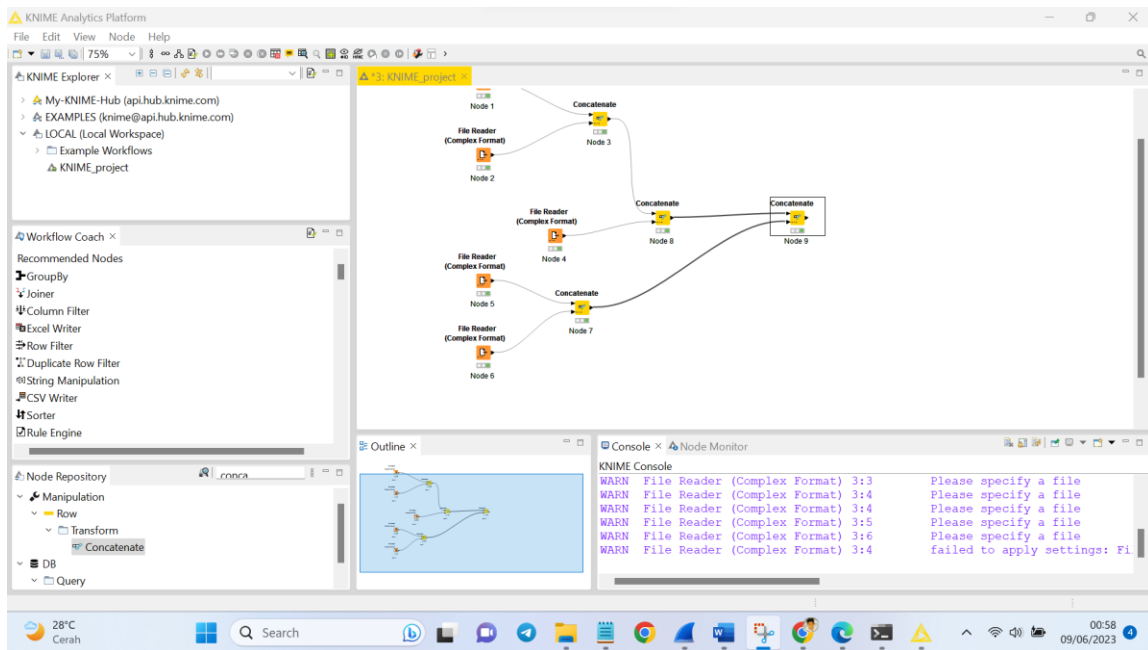 KNIME Analytics Platform
File Edit View Node Help
75%
KNIME Explorer
My-KNIME-Hub (api.hub.knime.com)
EXAMPLES (knime@api.hub.knime.com)
LOCAL (Local Workspace)
Example Workflows
KNIME_project
Workflow Coach
Recommended Nodes
GroupBy
Joiner
Column Filter
Excel Writer
Row Filter
Duplicate Row Filter
String Manipulation
CSV Writer
Sorter
Rule Engine
Node Repository
conca
Manipulation
Row
Transform
Concatenate
DB
Query
*3: KNIME_project
Node 1
Concatenate
Node 3
File Reader
(Complex Format)
Node 2
Concatenate
Node 8
Concatenate
Node 9
File Reader
(Complex Format)
Node 4
File Reader
(Complex Format)
Node 5
Concatenate
Node 7
File Reader
(Complex Format)
Node 6
Outline
Console
Node Monitor
KNIME Console
WARN File Reader (Complex Format) 3:3 Please specify a file
WARN File Reader (Complex Format) 3:4 Please specify a file
WARN File Reader (Complex Format) 3:4 Please specify a file
WARN File Reader (Complex Format) 3:5 Please specify a file
WARN File Reader (Complex Format) 3:6 Please specify a file
WARN File Reader (Complex Format) 3:4 failed to apply settings: Fi
28°C
Cerah
Search
00:58
09/06/2023
4